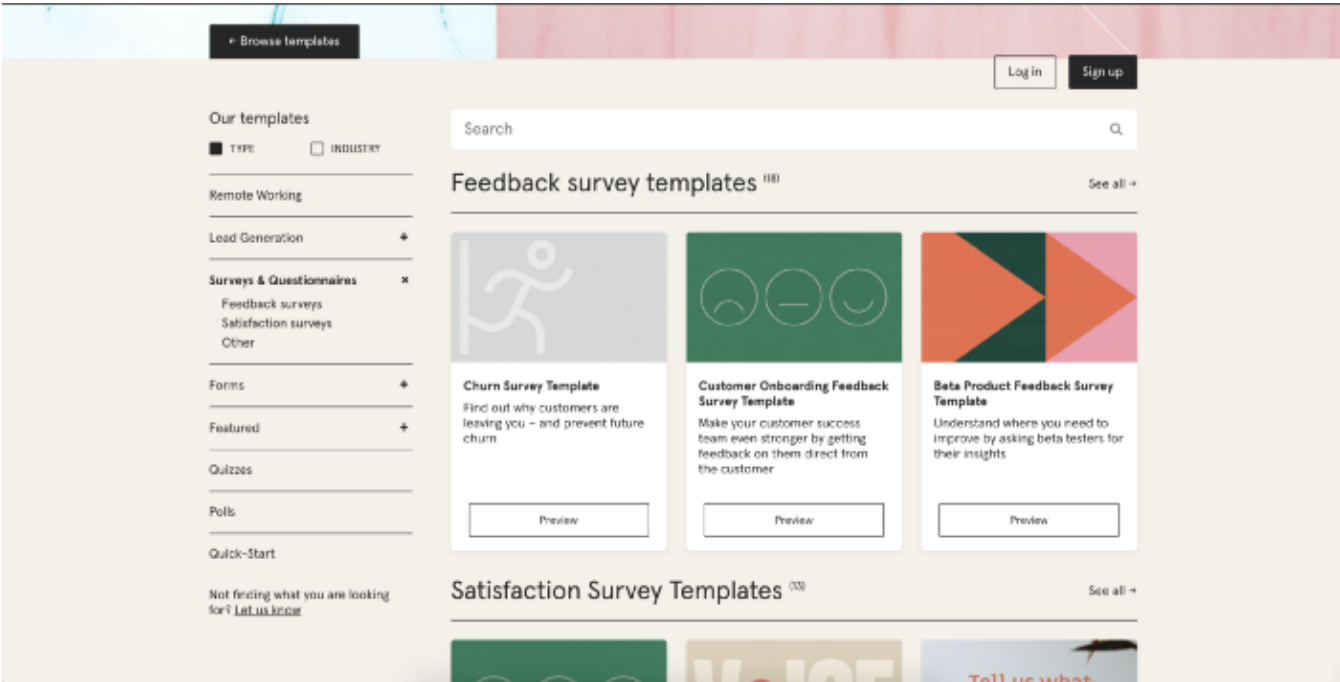 ← Browse templates
Log in
Sign up
Our templates
TYPE
INDUSTRY
Remote Working
Lead Generation +
Surveys & Questionnaires ×
Feedback surveys
Satisfaction surveys
Other
Forms +
Featured +
Quizzes
Polls
Quick-Start
Not finding what you are looking
for? Let us know
Search
Feedback survey templates (18)
See all →
Churn Survey Template
Find out why customers are
leaving you – and prevent future
churn
Preview
Customer Onboarding Feedback
Survey Template
Make your customer success
team even stronger by getting
feedback on them direct from
the customer
Preview
Beta Product Feedback Survey
Template
Understand where you need to
improve by asking beta testers for
their insights
Preview
Satisfaction Survey Templates (13)
See all →
Tell us what